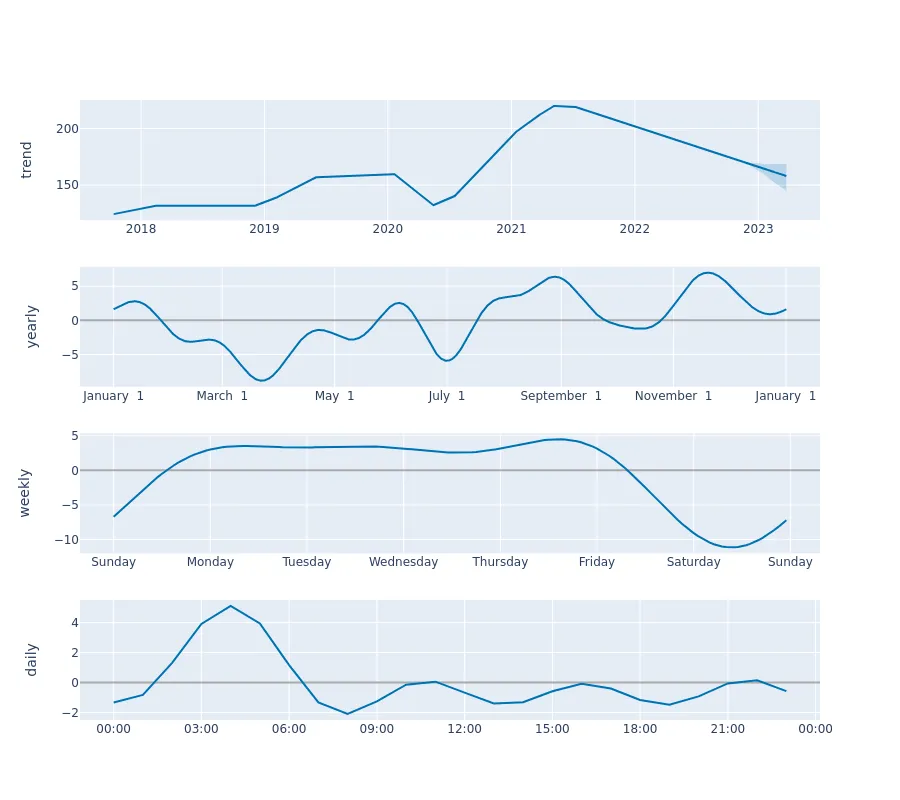 trend
200
150
2018 2019 2020 2021 2022 2023
yearly
5
0
−5
January 1 March 1 May 1 July 1 September 1 November 1 January 1
weekly
5
0
−5
−10
Sunday Monday Tuesday Wednesday Thursday Friday Saturday Sunday
daily
4
2
0
−2
00:00 03:00 06:00 09:00 12:00 15:00 18:00 21:00 00:00